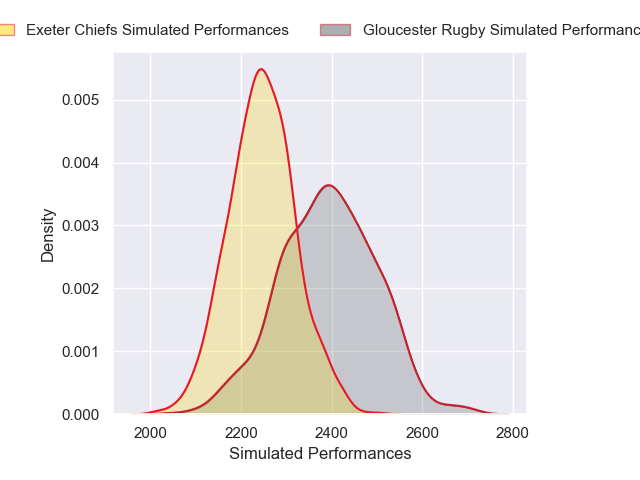 Exeter Chiefs Simulated Performances
Gloucester Rugby Simulated
0.005
0.004
0.003
0.002
0.001
0.000
Density
2000
2200
2400
2600
2800
Simulated Performances